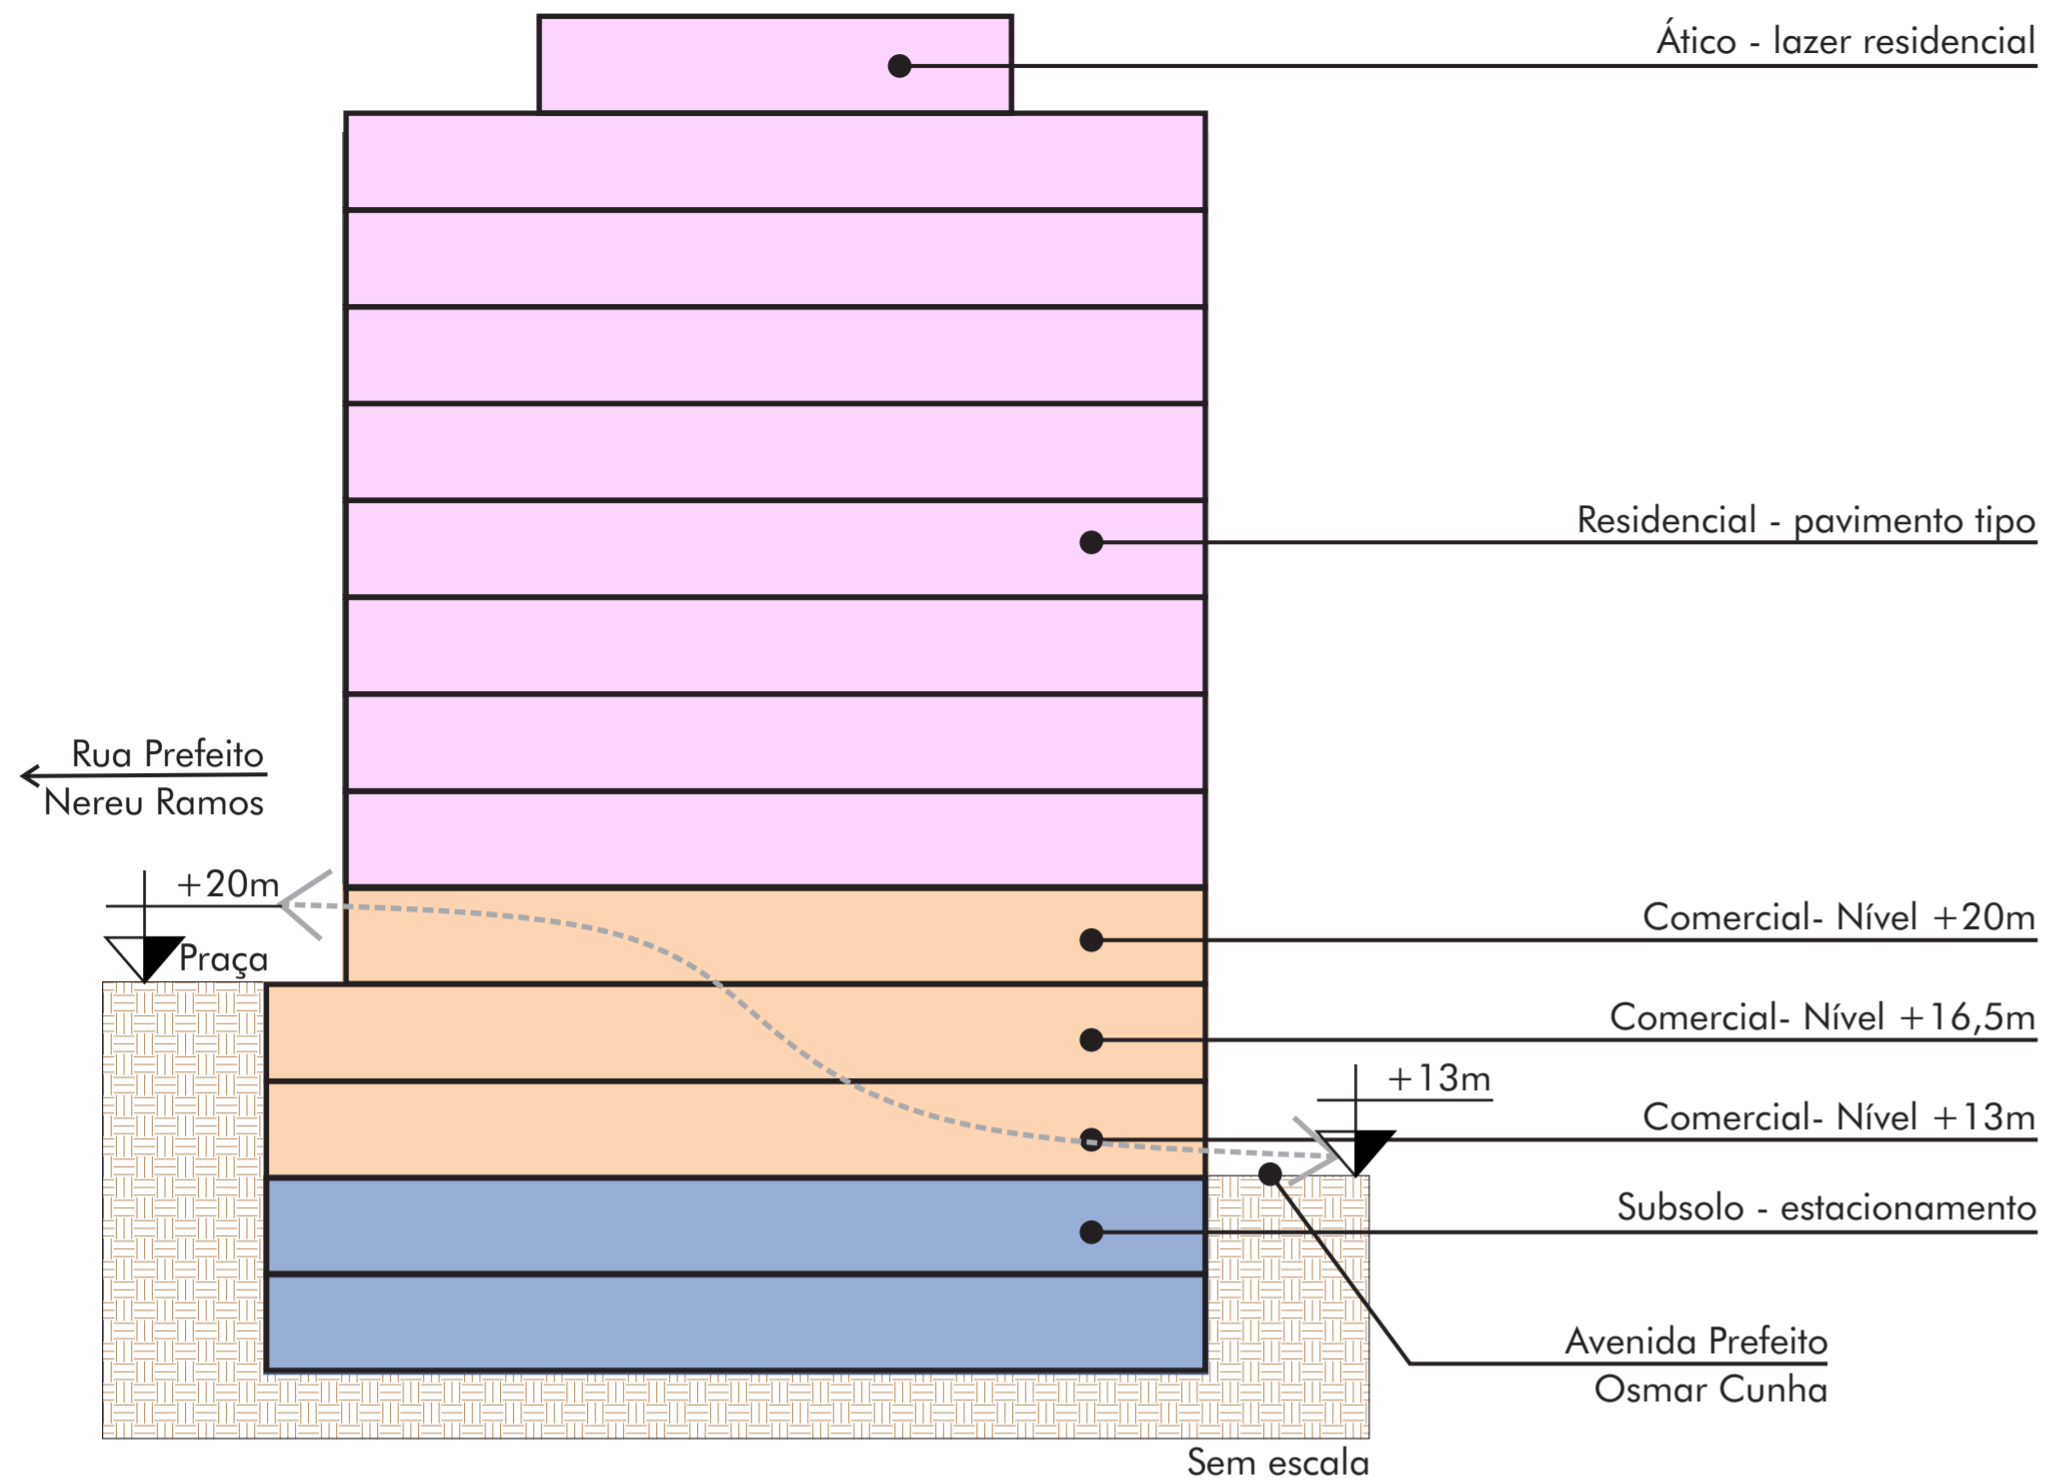 Ático - lazer residencial
Residencial - pavimento tipo
Rua Prefeito
Nereu Ramos
+20m
Praça
Comercial- Nível +20m
Comercial- Nível +16,5m
+13m
Comercial- Nível +13m
Subsolo - estacionamento
Avenida Prefeito
Osmar Cunha
Sem escala